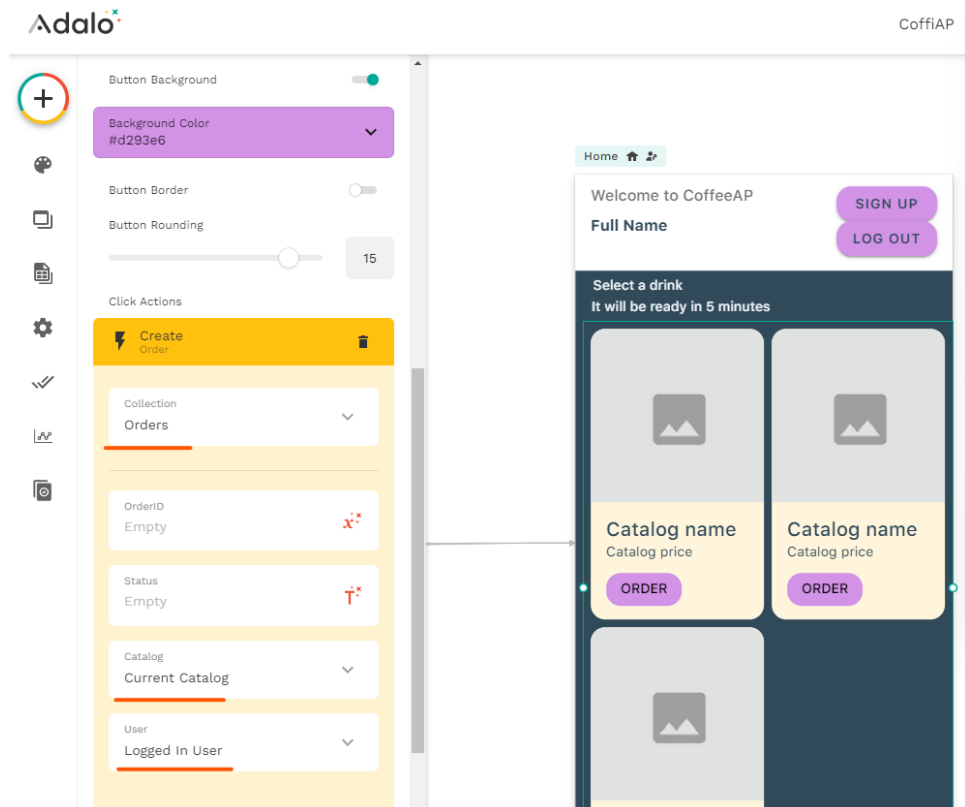 Adalo
CoffiAP
Button Background
Background Color
#d293e6
Button Border
Button Rounding
15
Click Actions
Create
Order
Collection
Orders
OrderID
Empty
Status
Empty
Catalog
Current Catalog
User
Logged In User
Home
Welcome to CoffeeAP
Full Name
SIGN UP
LOG OUT
Select a drink
It will be ready in 5 minutes
Catalog name
Catalog price
ORDER
Catalog name
Catalog price
ORDER